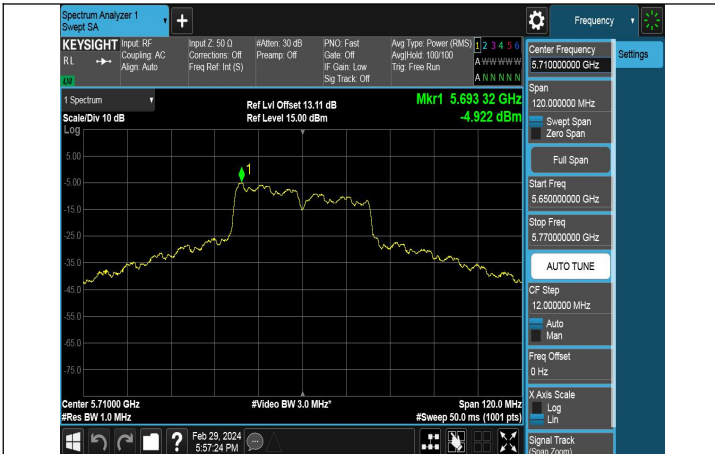 Spectrum Analyzer 1
Swept SA
Frequency
KEYSIGHT
RL
Input: RF
Coupling: AC
Align: Auto
Input Z: 50 Ω
Corrections: Off
Freq Ref: Int (S)
#Atten: 30 dB
Preamp: Off
PNO: Fast
Gate: Off
IF Gain: Low
Sig Track: Off
Avg Type: Power (RMS)
Avg|Hold: 100/100
Trig: Free Run
1 2 3 4 5 6
A W W W W W
A N N N N N
LXI
1 Spectrum
Scale/Div 10 dB
Log
Ref Lvl Offset 13.11 dB
Ref Level 15.00 dBm
Mkr1 5.693 32 GHz
-4.922 dBm
5.00
-5.00
-15.0
-25.0
-35.0
-45.0
-55.0
-65.0
-75.0
1
Center 5.71000 GHz
#Res BW 1.0 MHz
#Video BW 3.0 MHz*
Span 120.0 MHz
#Sweep 50.0 ms (1001 pts)
Feb 29, 2024
5:57:24 PM
Center Frequency
5.710000000 GHz
Span
120.000000 MHz
Swept Span
Zero Span
Full Span
Start Freq
5.650000000 GHz
Stop Freq
5.770000000 GHz
AUTO TUNE
CF Step
12.000000 MHz
Auto
Man
Freq Offset
0 Hz
X Axis Scale
Log
Lin
Signal Track
(Span Zoom)
Settings